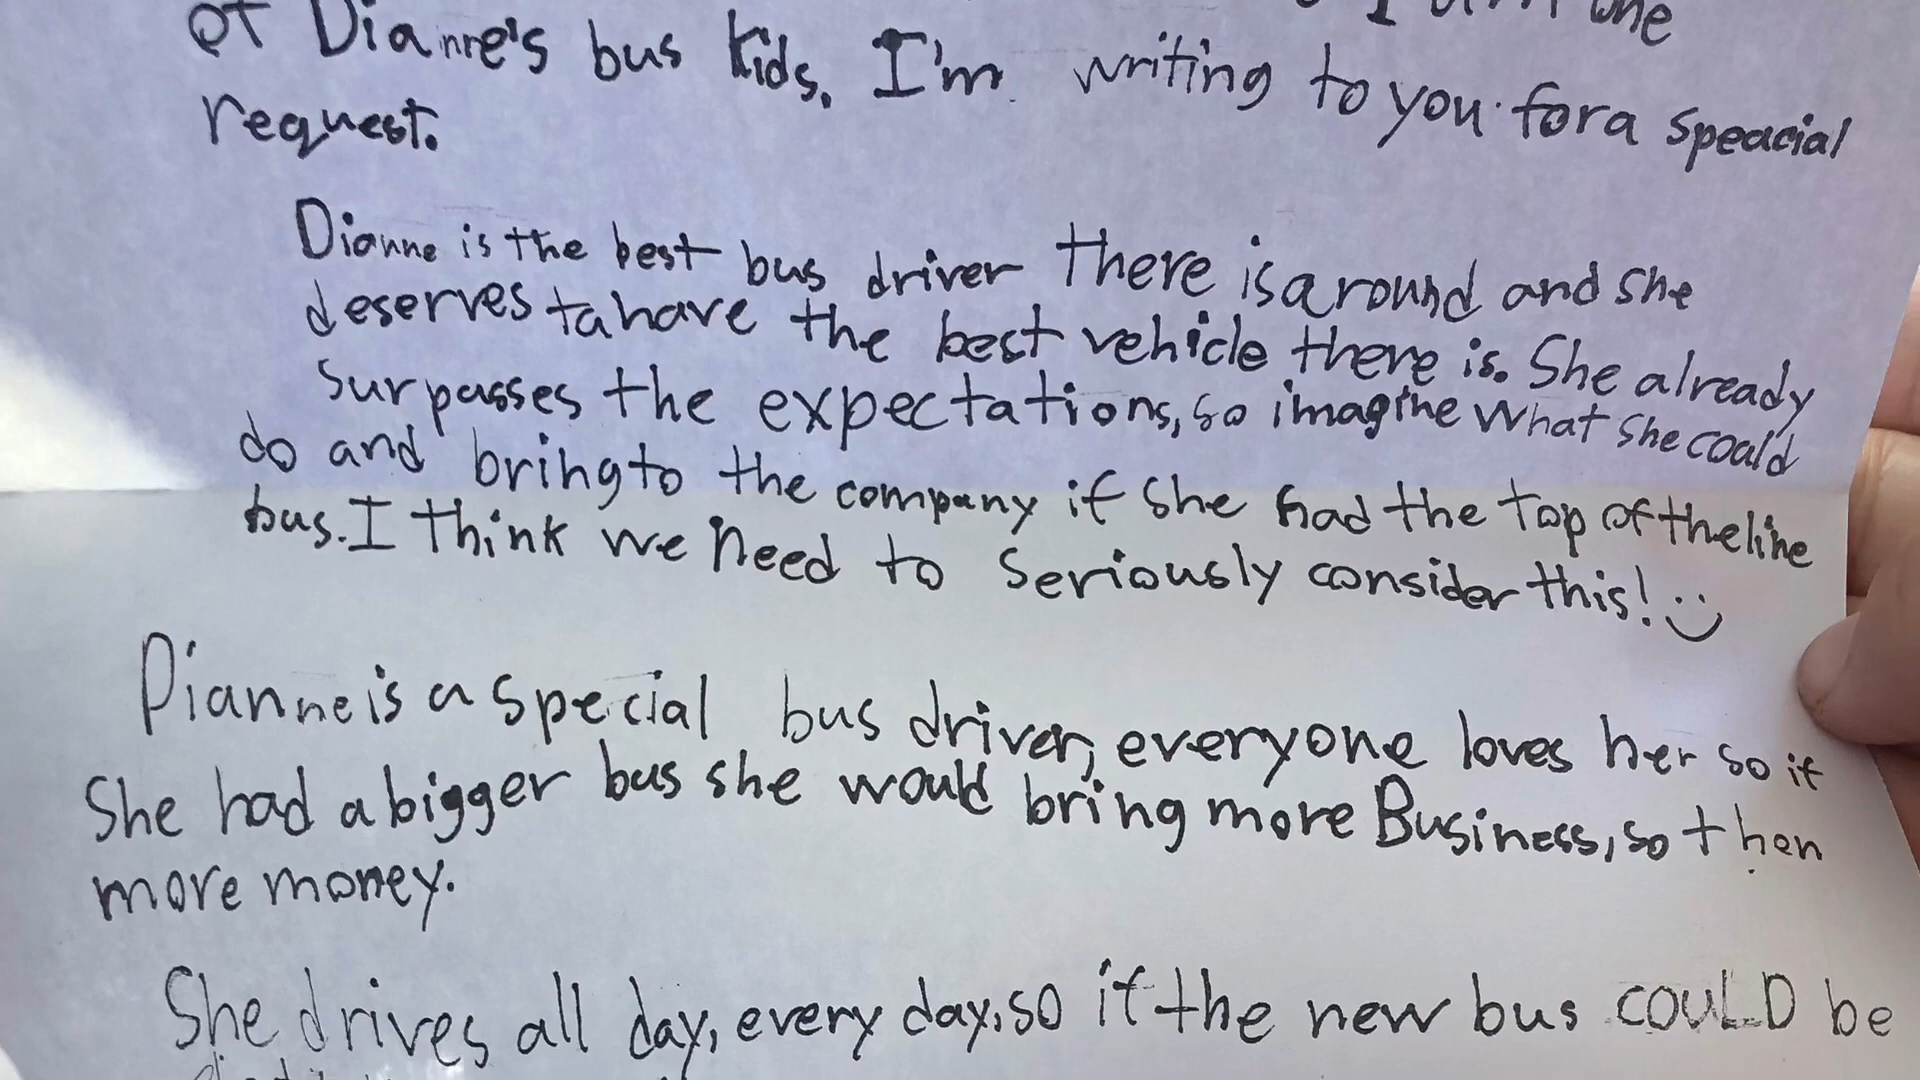 I am one
of Dianne's bus kids. I'm writing to you for a speacial
request.
Dianne is the best bus driver there is around and she
deserves to have the best vehicle there is. She already
surpasses the expectations, so imagine what she could
do and bring to the company if she had the top of the line
bus. I think we need to seriously consider this! :)
Dianne is a special bus driver, everyone loves her so if
she had a bigger bus she would bring more Business, so then
more money.
She drives all day, every day, so if the new bus couLD be